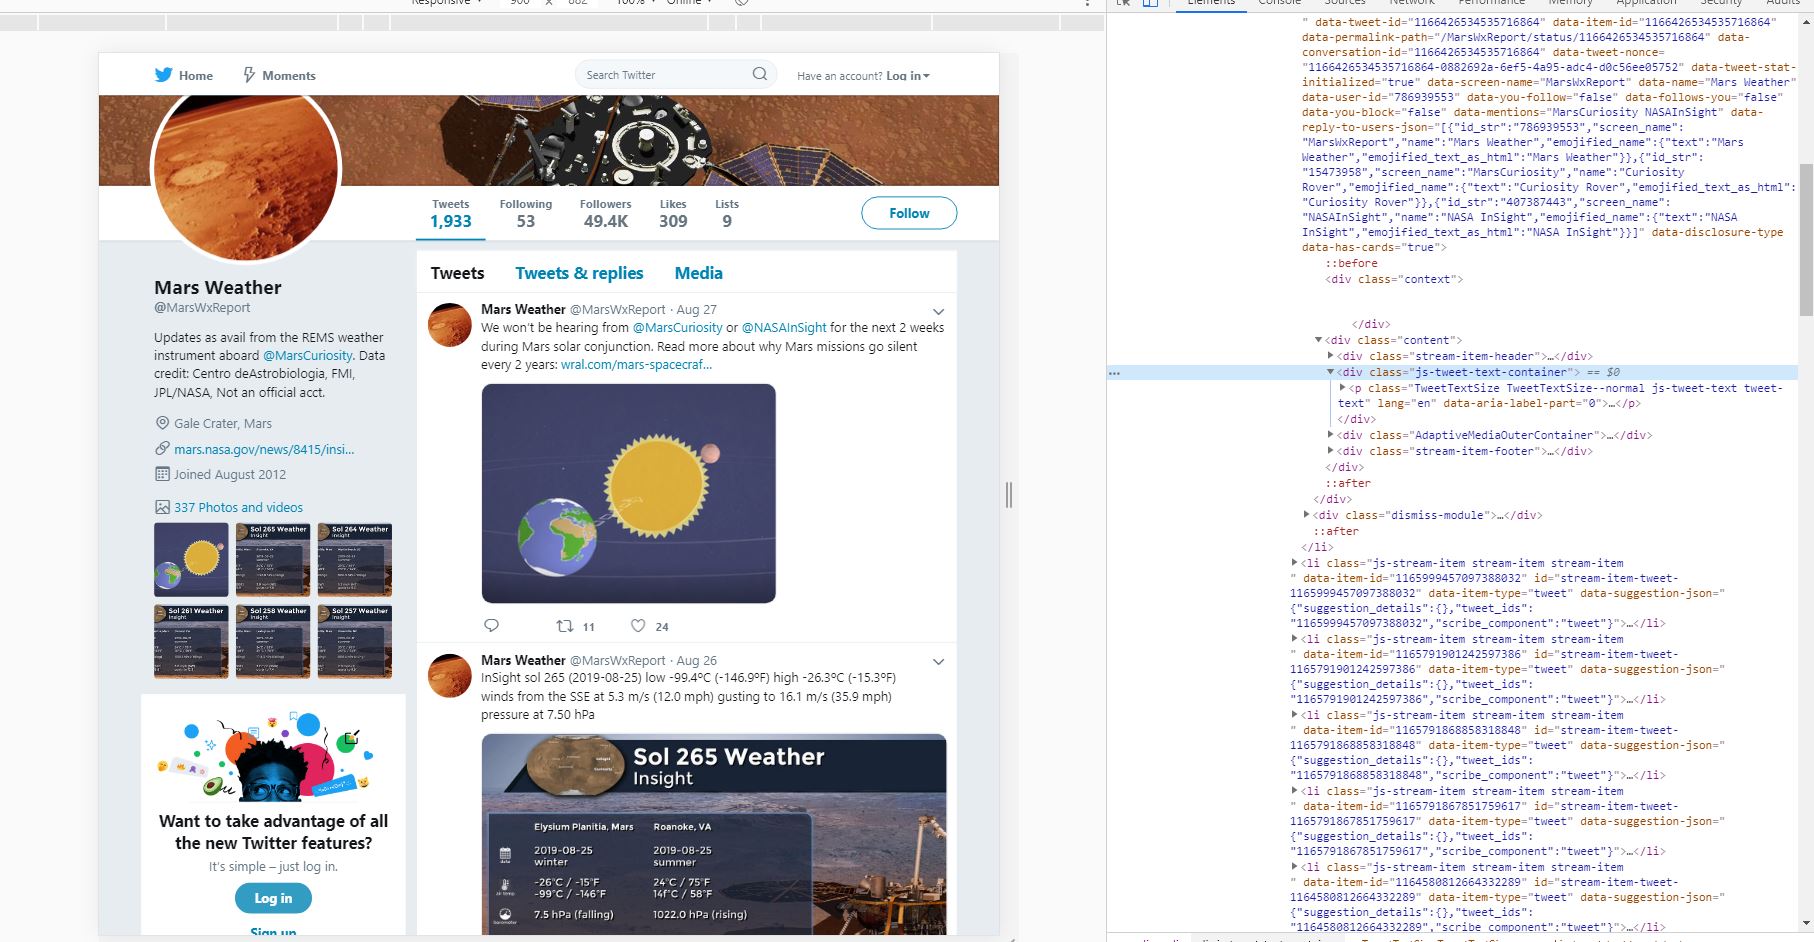 Responsive
Online
Elements Console Sources Network Performance Memory Application Security Audits
Home Moments
Search Twitter
Have an account? Log in
Tweets Following Followers Likes Lists
1,933 53 49.4K 309 9
Follow
Mars Weather
@MarsWxReport
Updates as avail from the REMS weather
instrument aboard @MarsCuriosity. Data
credit: Centro deAstrobiologia, FMI,
JPL/NASA, Not an official acct.
Gale Crater, Mars
mars.nasa.gov/news/8415/insi...
Joined August 2012
337 Photos and videos
Sol 265 Weather
Insight
Sol 264 Weather
Insight
Sol 261 Weather
Insight
Sol 258 Weather
Insight
Sol 257 Weather
Insight
Want to take advantage of all
the new Twitter features?
It's simple – just log in.
Log in
Sign up
Tweets Tweets & replies Media
Mars Weather @MarsWxReport · Aug 27
We won't be hearing from @MarsCuriosity or @NASAInSight for the next 2 weeks
during Mars solar conjunction. Read more about why Mars missions go silent
every 2 years: wral.com/mars-spacecraf...
11 24
Mars Weather @MarsWxReport · Aug 26
InSight sol 265 (2019-08-25) low -99.4ºC (-146.9ºF) high -26.3ºC (-15.3ºF)
winds from the SSE at 5.3 m/s (12.0 mph) gusting to 16.1 m/s (35.9 mph)
pressure at 7.50 hPa
Sol 265 Weather
Insight
Elysium Planitia, Mars Roanoke, VA
2019-08-25 2019-08-25
winter summer
-26°C / -15°F 24°C / 75°F
-99°C / -146°F 14f°C / 58°F
7.5 hPa (falling) 1022.0 hPa (rising)
" data-tweet-id="1166426534535716864" data-item-id="1166426534535716864"
data-permalink-path="/MarsWxReport/status/1166426534535716864" data-
conversation-id="1166426534535716864" data-tweet-nonce=
"1166426534535716864-0882692a-6ef5-4a95-adc4-d0c56ee05752" data-tweet-stat-
initialized="true" data-screen-name="MarsWxReport" data-name="Mars Weather"
data-user-id="786939553" data-you-follow="false" data-follows-you="false"
data-you-block="false" data-mentions="MarsCuriosity NASAInSight" data-
reply-to-users-json="[{"id_str":"786939553","screen_name":
"MarsWxReport","name":"Mars Weather","emojified_name":{"text":"Mars
Weather","emojified_text_as_html":"Mars Weather"}},{"id_str":
"15473958","screen_name":"MarsCuriosity","name":"Curiosity
Rover","emojified_name":{"text":"Curiosity Rover","emojified_text_as_html":
"Curiosity Rover"}},{"id_str":"407387443","screen_name":
"NASAInSight","name":"NASA InSight","emojified_name":{"text":"NASA
InSight","emojified_text_as_html":"NASA InSight"}}]" data-disclosure-type
data-has-cards="true">
::before
<div class="context">
</div>
<div class="content">
<div class="stream-item-header">…</div>
<div class="js-tweet-text-container"> == $0
<p class="TweetTextSize TweetTextSize--normal js-tweet-text tweet-
text" lang="en" data-aria-label-part="0">…</p>
</div>
<div class="AdaptiveMediaOuterContainer">…</div>
<div class="stream-item-footer">…</div>
</div>
::after
</div>
<div class="dismiss-module">…</div>
::after
</li>
<li class="js-stream-item stream-item stream-item
" data-item-id="1165999457097388032" id="stream-item-tweet-
1165999457097388032" data-item-type="tweet" data-suggestion-json="
{"suggestion_details":{},"tweet_ids":
"1165999457097388032","scribe_component":"tweet"}">…</li>
<li class="js-stream-item stream-item stream-item
" data-item-id="1165791901242597386" id="stream-item-tweet-
1165791901242597386" data-item-type="tweet" data-suggestion-json="
{"suggestion_details":{},"tweet_ids":
"1165791901242597386","scribe_component":"tweet"}">…</li>
<li class="js-stream-item stream-item stream-item
" data-item-id="1165791868858318848" id="stream-item-tweet-
1165791868858318848" data-item-type="tweet" data-suggestion-json="
{"suggestion_details":{},"tweet_ids":
"1165791868858318848","scribe_component":"tweet"}">…</li>
<li class="js-stream-item stream-item stream-item
" data-item-id="1165791867851759617" id="stream-item-tweet-
1165791867851759617" data-item-type="tweet" data-suggestion-json="
{"suggestion_details":{},"tweet_ids":
"1165791867851759617","scribe_component":"tweet"}">…</li>
<li class="js-stream-item stream-item stream-item
" data-item-id="1164580812664332289" id="stream-item-tweet-
1164580812664332289" data-item-type="tweet" data-suggestion-json="
{"suggestion_details":{},"tweet_ids":
"1164580812664332289","scribe_component":"tweet"}">…</li>